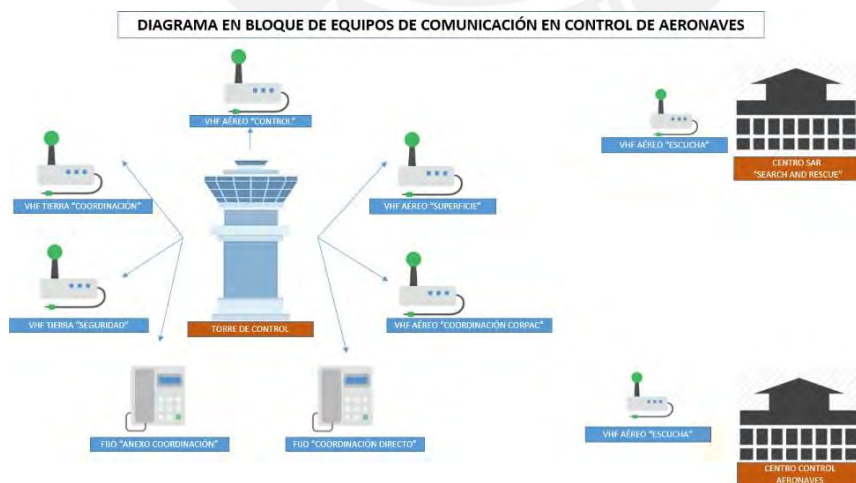 DIAGRAMA EN BLOQUE DE EQUIPOS DE COMUNICACIÓN EN CONTROL DE AERONAVES
VHF AÉREO "CONTROL"
VHF AÉREO "ESCUCHA"
CENTRO SAR
"SEARCH AND RESCUE"
VHF TIERRA "COORDINACIÓN"
VHF AÉREO "SUPERFICIE"
VHF TIERRA "SEGURIDAD"
TORRE DE CONTROL
VHF AÉREO "COORDINACIÓN CORPAC"
FIJO "ANEXO COORDINACIÓN"
FIJO "COORDINACIÓN DIRECTO"
VHF AÉREO "ESCUCHA"
CENTRO CONTROL
AERONAVES